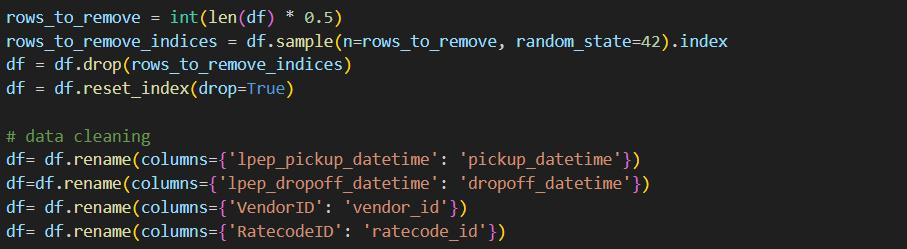 rows_to_remove = int(len(df) * 0.5)
rows_to_remove_indices = df.sample(n=rows_to_remove, random_state=42).index
df = df.drop(rows_to_remove_indices)
df = df.reset_index(drop=True)

# data cleaning
df= df.rename(columns={'lpep_pickup_datetime': 'pickup_datetime'})
df=df.rename(columns={'lpep_dropoff_datetime': 'dropoff_datetime'})
df= df.rename(columns={'VendorID': 'vendor_id'})
df= df.rename(columns={'RatecodeID': 'ratecode_id'})